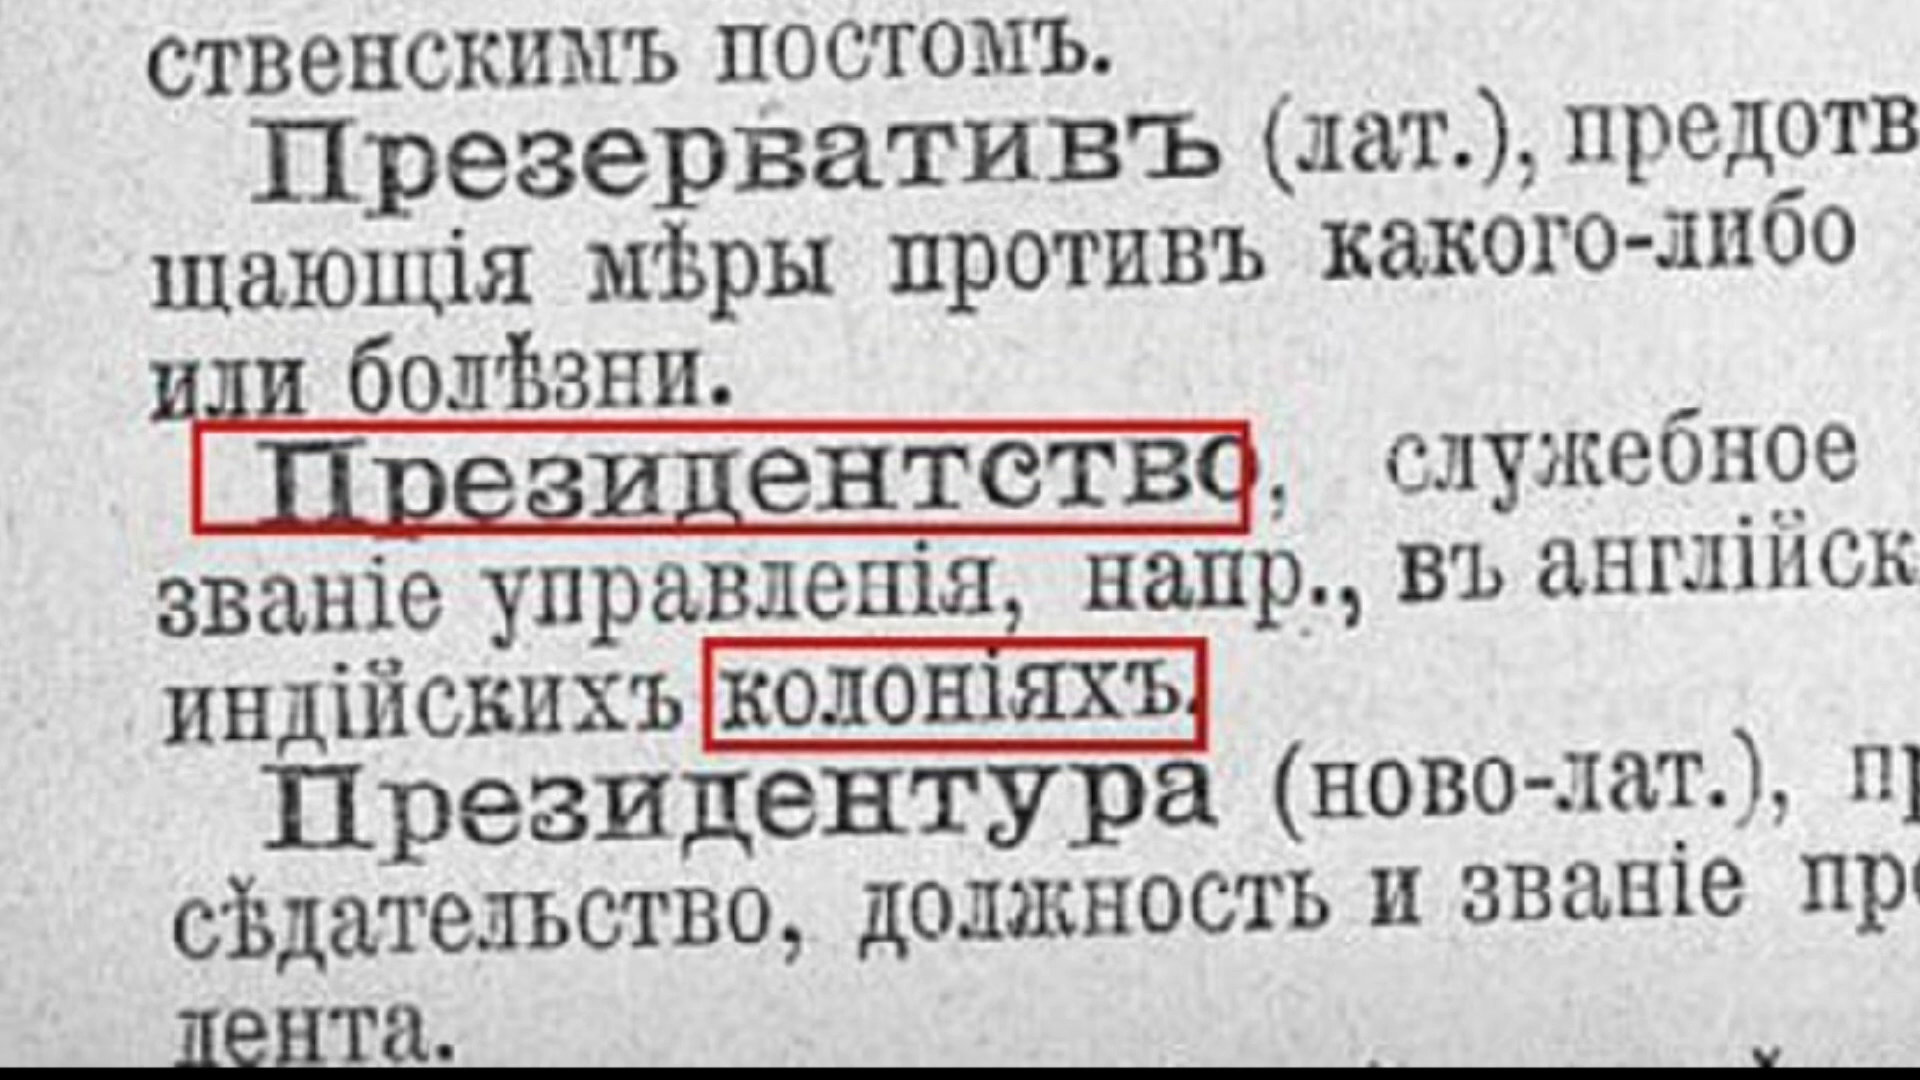 ственскимъ постомъ.
Презервативъ (лат.), предотв
щающія мѣры противъ какого-либо
или болѣзни.
Президентство, служебное
званіе управленія, напр., въ англійск
индійскихъ колоніяхъ.
Президентура (ново-лат.), пр
сѣдательство, должность и званіе пре
дента.